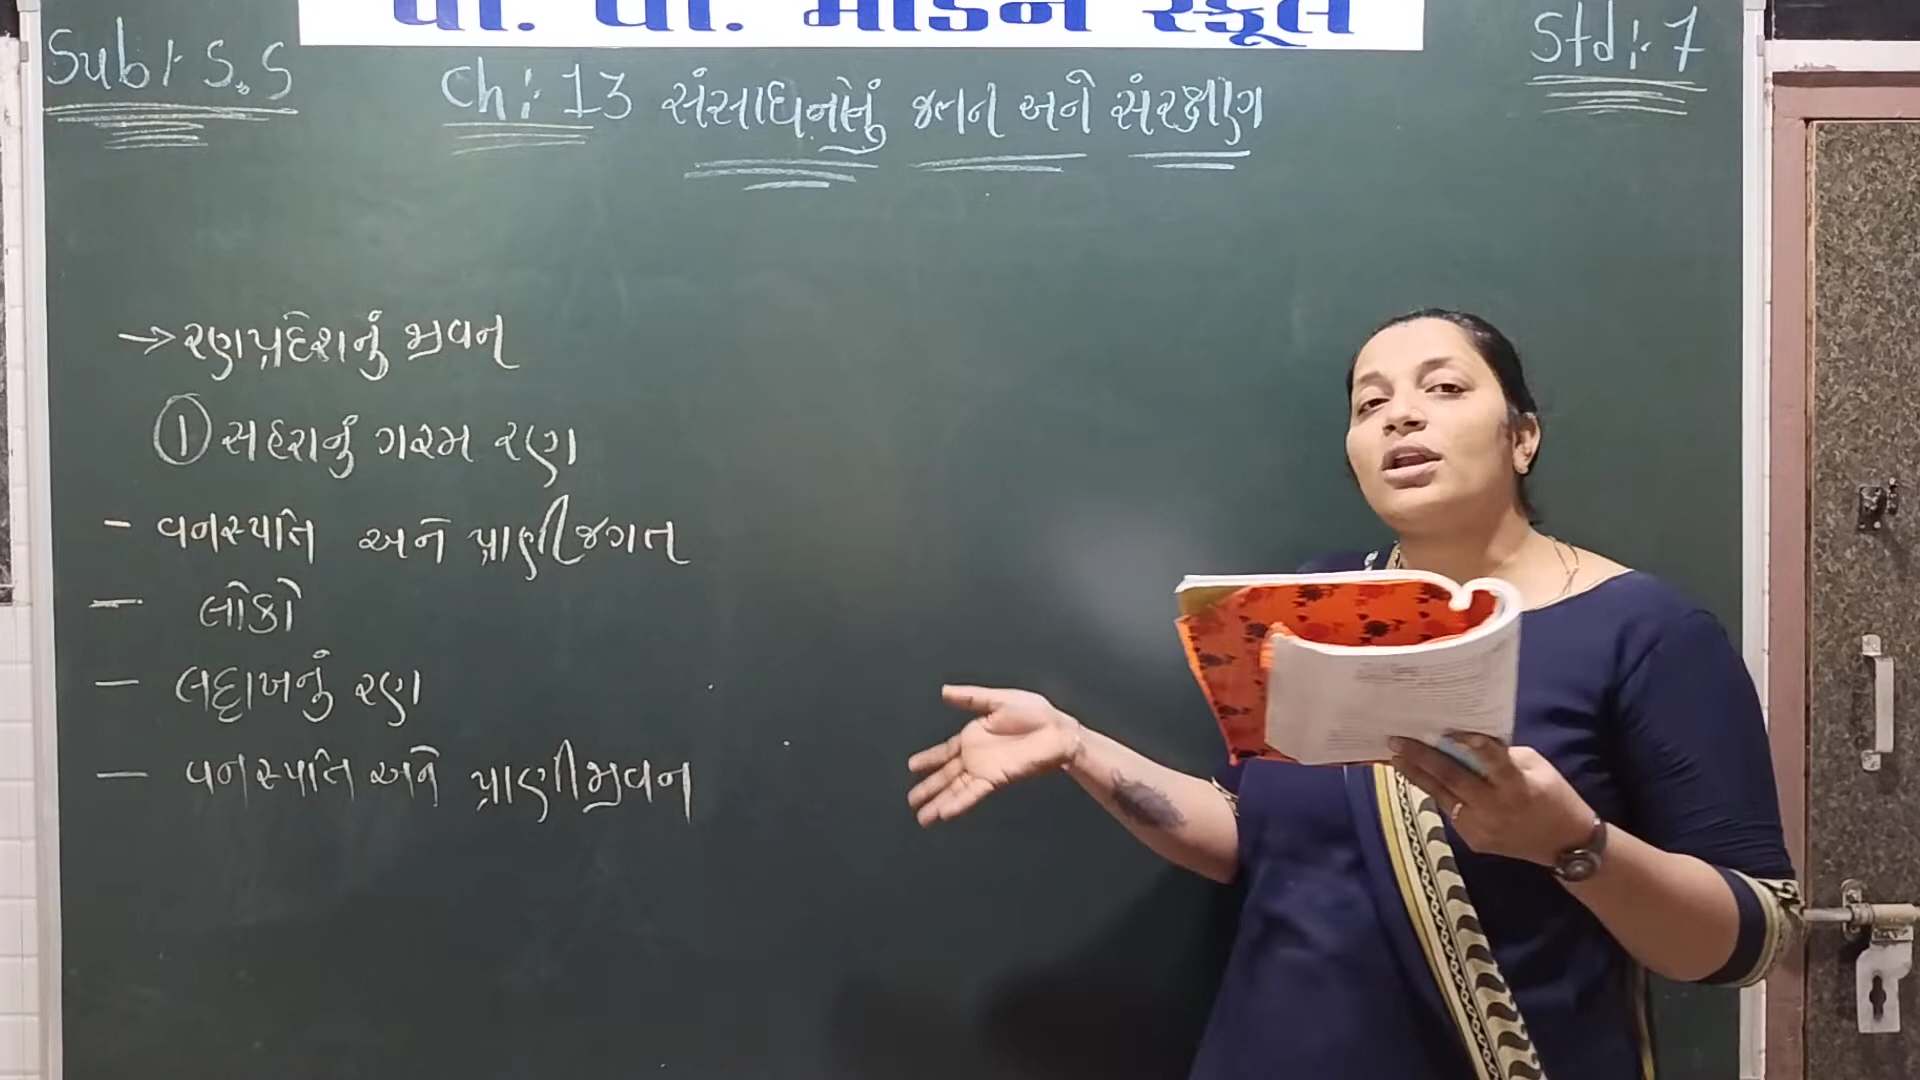 પી. પી. મોડર્ન સ્કૂલ
Sub:- S.S
Ch:- 13 સંસાધનોનું જતન અને સંરક્ષણ
Std:- 7
→ રણપ્રદેશનું જીવન
① સહરાનું ગરમ રણ
- વનસ્પતિ અને પ્રાણીજગત
- લોકો
- લદ્દાખનું રણ
- વનસ્પતિ અને પ્રાણીજીવન